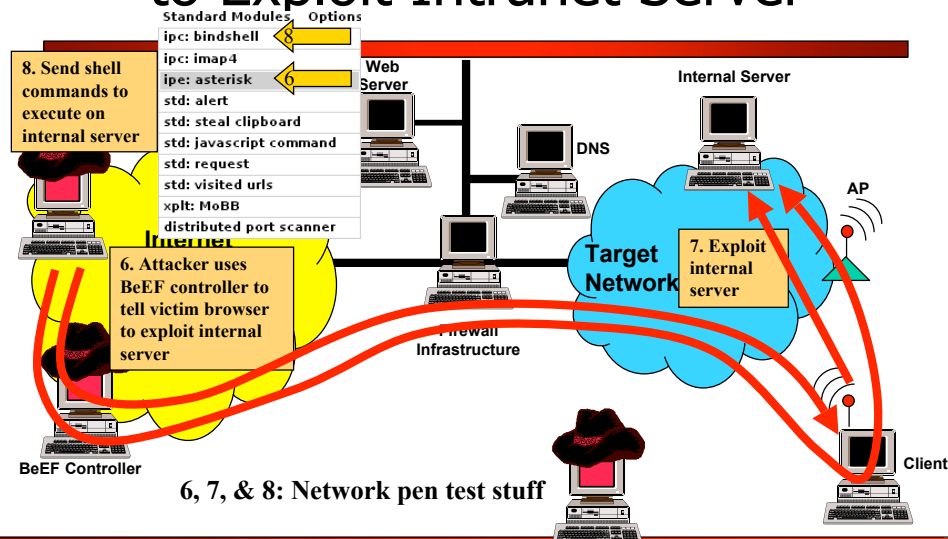 to Exploit Intranet Server
Standard Modules Options
ipc: bindshell
8
ipc: imap4
ipe: asterisk
6
std: alert
std: steal clipboard
std: javascript command
std: request
std: visited urls
xplt: MoBB
distributed port scanner
8. Send shell
commands to
execute on
internal server
Web
Server
Internal Server
DNS
AP
Internet
6. Attacker uses
BeEF controller to
tell victim browser
to exploit internal
server
Target
Network
7. Exploit
internal
server
Firewall
Infrastructure
BeEF Controller
Client
6, 7, & 8: Network pen test stuff